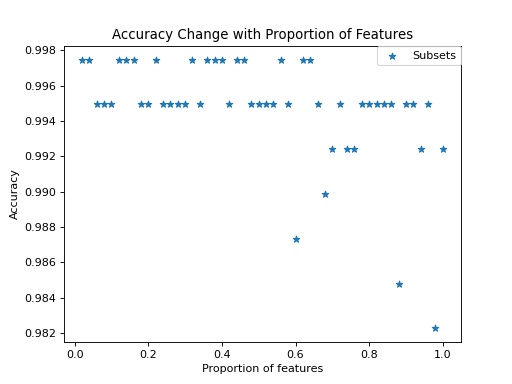 Accuracy Change with Proportion of Features
Subsets
Accuracy
0.998
0.996
0.994
0.992
0.990
0.988
0.986
0.984
0.982
0.0 0.2 0.4 0.6 0.8 1.0
Proportion of features